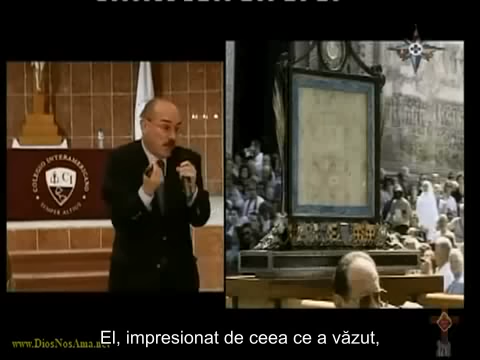 COLEGIO INTERAMERICANO
SEMPER ALTIUS
El, impresionat de ceea ce a văzut,
www.DiosNosAma.net